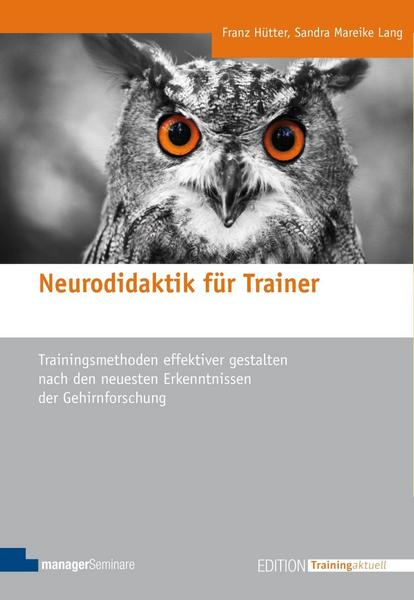 Franz Hütter, Sandra Mareike Lang
Neurodidaktik für Trainer
Trainingsmethoden effektiver gestalten
nach den neuesten Erkenntnissen
der Gehirnforschung
managerSeminare
EDITION Trainingaktuell